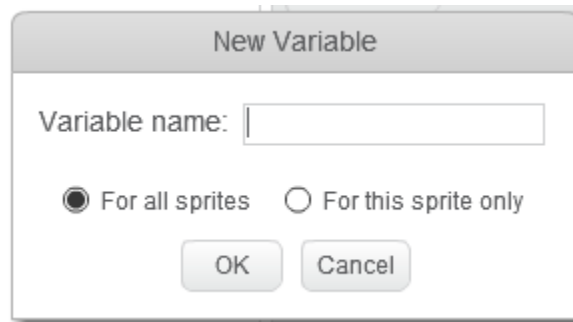 New Variable
Variable name:
For all sprites For this sprite only
OK Cancel